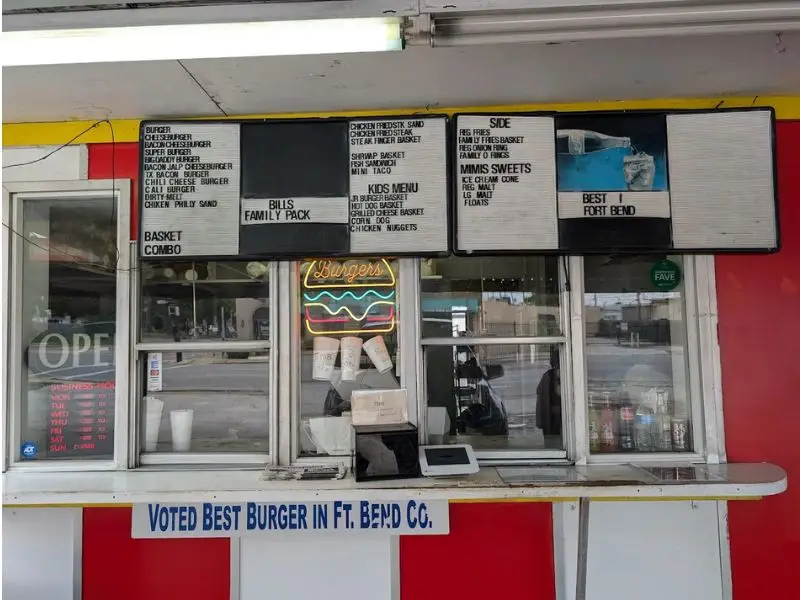 BURGER
CHEESEBURGER
BACON CHEESEBURGER
SUPER BURGER
BIGDADDY BURGER
BACON JALP CHEESEBURGER
TX BACON BURGER
CHILI CHEESE BURGER
CALI BURGER
DIRTY-MELT
CHIKEN PHILLY SAND
BASKET
COMBO
BILLS
FAMILY PACK
CHICKEN FRIEDSTK SAND
CHICKEN FRIED STEAK
STEAK FINGER BASKET
SHRIMP BASKET
FISH SANDWICH
MINI TACO
KIDS MENU
JR BURGER BASKET
HOT DOG BASKET
GRILLED CHEESE BASKET
CORN DOG
CHICKEN NUGGETS
SIDE
REG FRIES
FAMILY FRIES BASKET
REG ONION RING
FAMILY O RINGS
MIMIS SWEETS
ICE CREAM CONE
REG MALT
LG MALT
FLOATS
BEST I
FORT BEND
Burgers
FAVE
OPE
BUSINESS HO
MON
TUE
WED
THU
FRI
SAT
SUN
ADT
VOTED BEST BURGER IN FT. BEND CO.